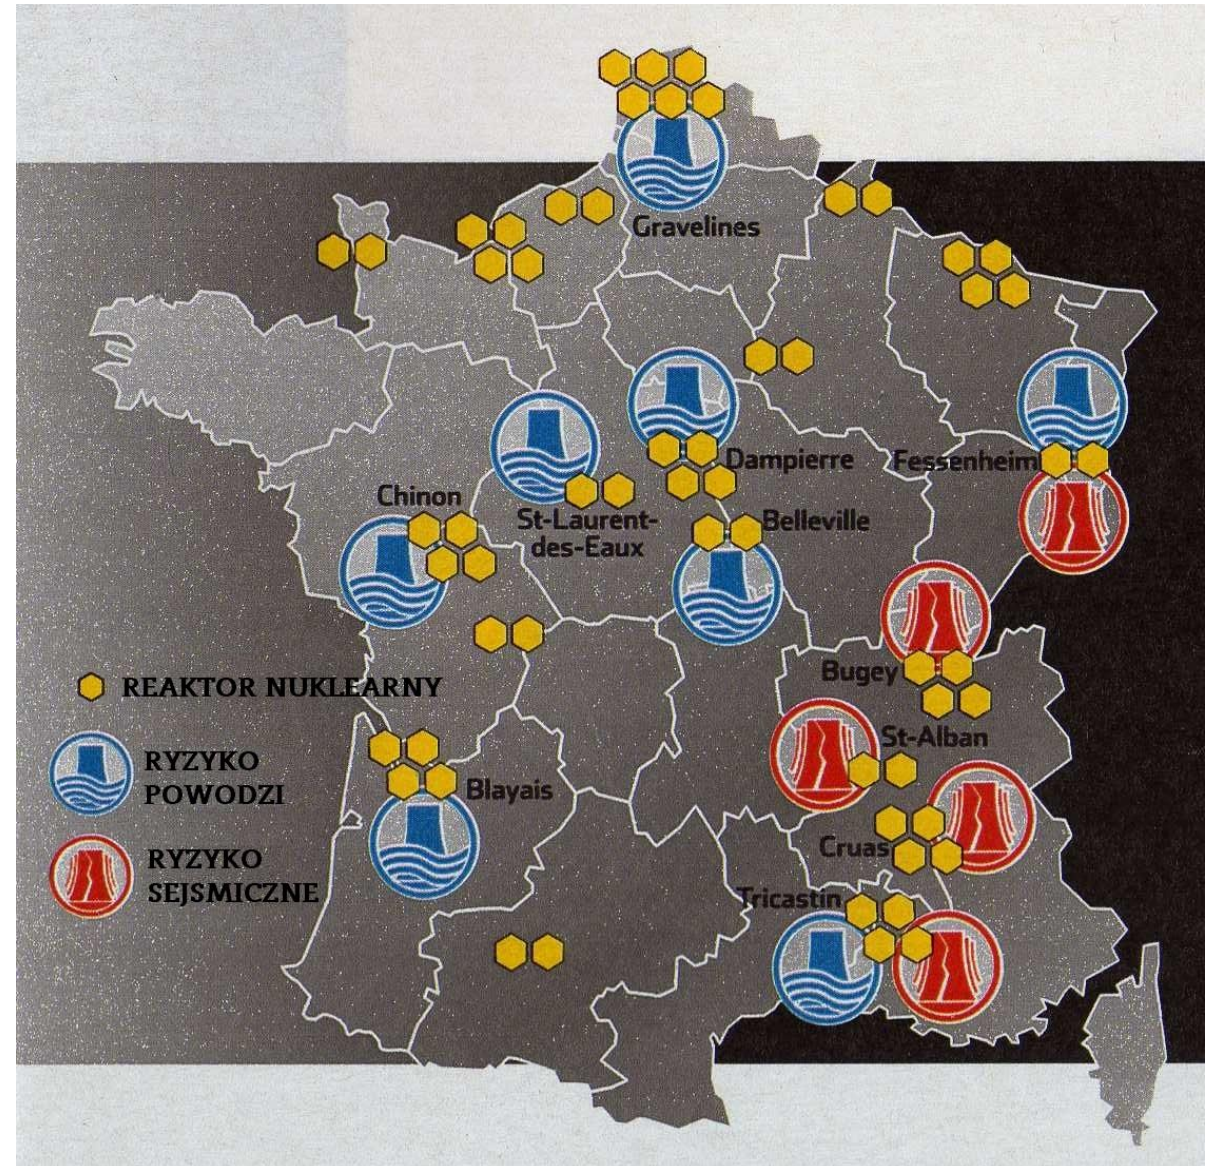 Gravelines
Dampierre
Fessenheim
Chinon
St-Laurent-
des-Eaux
Belleville
Bugey
REAKTOR NUKLEARNY
St-Alban
RYZYKO
POWODZI
Blayais
Cruas
RYZYKO
SEJSMICZNE
Tricastin